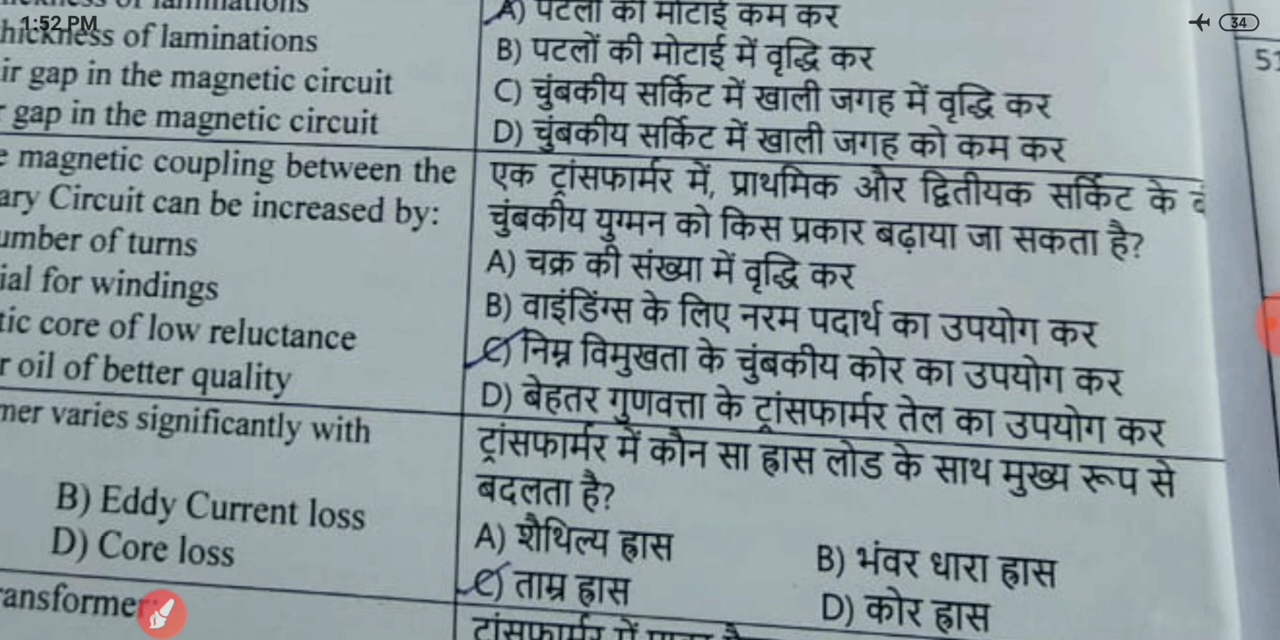 1:52 PM
34
hickness of laminations
ir gap in the magnetic circuit
gap in the magnetic circuit
magnetic coupling between the
ary Circuit can be increased by:
umber of turns
ial for windings
tic core of low reluctance
r oil of better quality
mer varies significantly with
B) Eddy Current loss
D) Core loss
ansformer
A) पटलों की मोटाई कम कर
B) पटलों की मोटाई में वृद्धि कर
C) चुंबकीय सर्किट में खाली जगह में वृद्धि कर
D) चुंबकीय सर्किट में खाली जगह को कम कर
एक ट्रांसफार्मर में, प्राथमिक और द्वितीयक सर्किट के
चुंबकीय युग्मन को किस प्रकार बढ़ाया जा सकता है?
A) चक्र की संख्या में वृद्धि कर
B) वाइंडिंग्स के लिए नरम पदार्थ का उपयोग कर
C) निम्न विमुखता के चुंबकीय कोर का उपयोग कर
D) बेहतर गुणवत्ता के ट्रांसफार्मर तेल का उपयोग कर
ट्रांसफार्मर में कौन सा ह्रास लोड के साथ मुख्य रूप से
बदलता है?
A) शैथिल्य ह्रास
B) भंवर धारा ह्रास
C) ताम्र ह्रास
D) कोर ह्रास
51